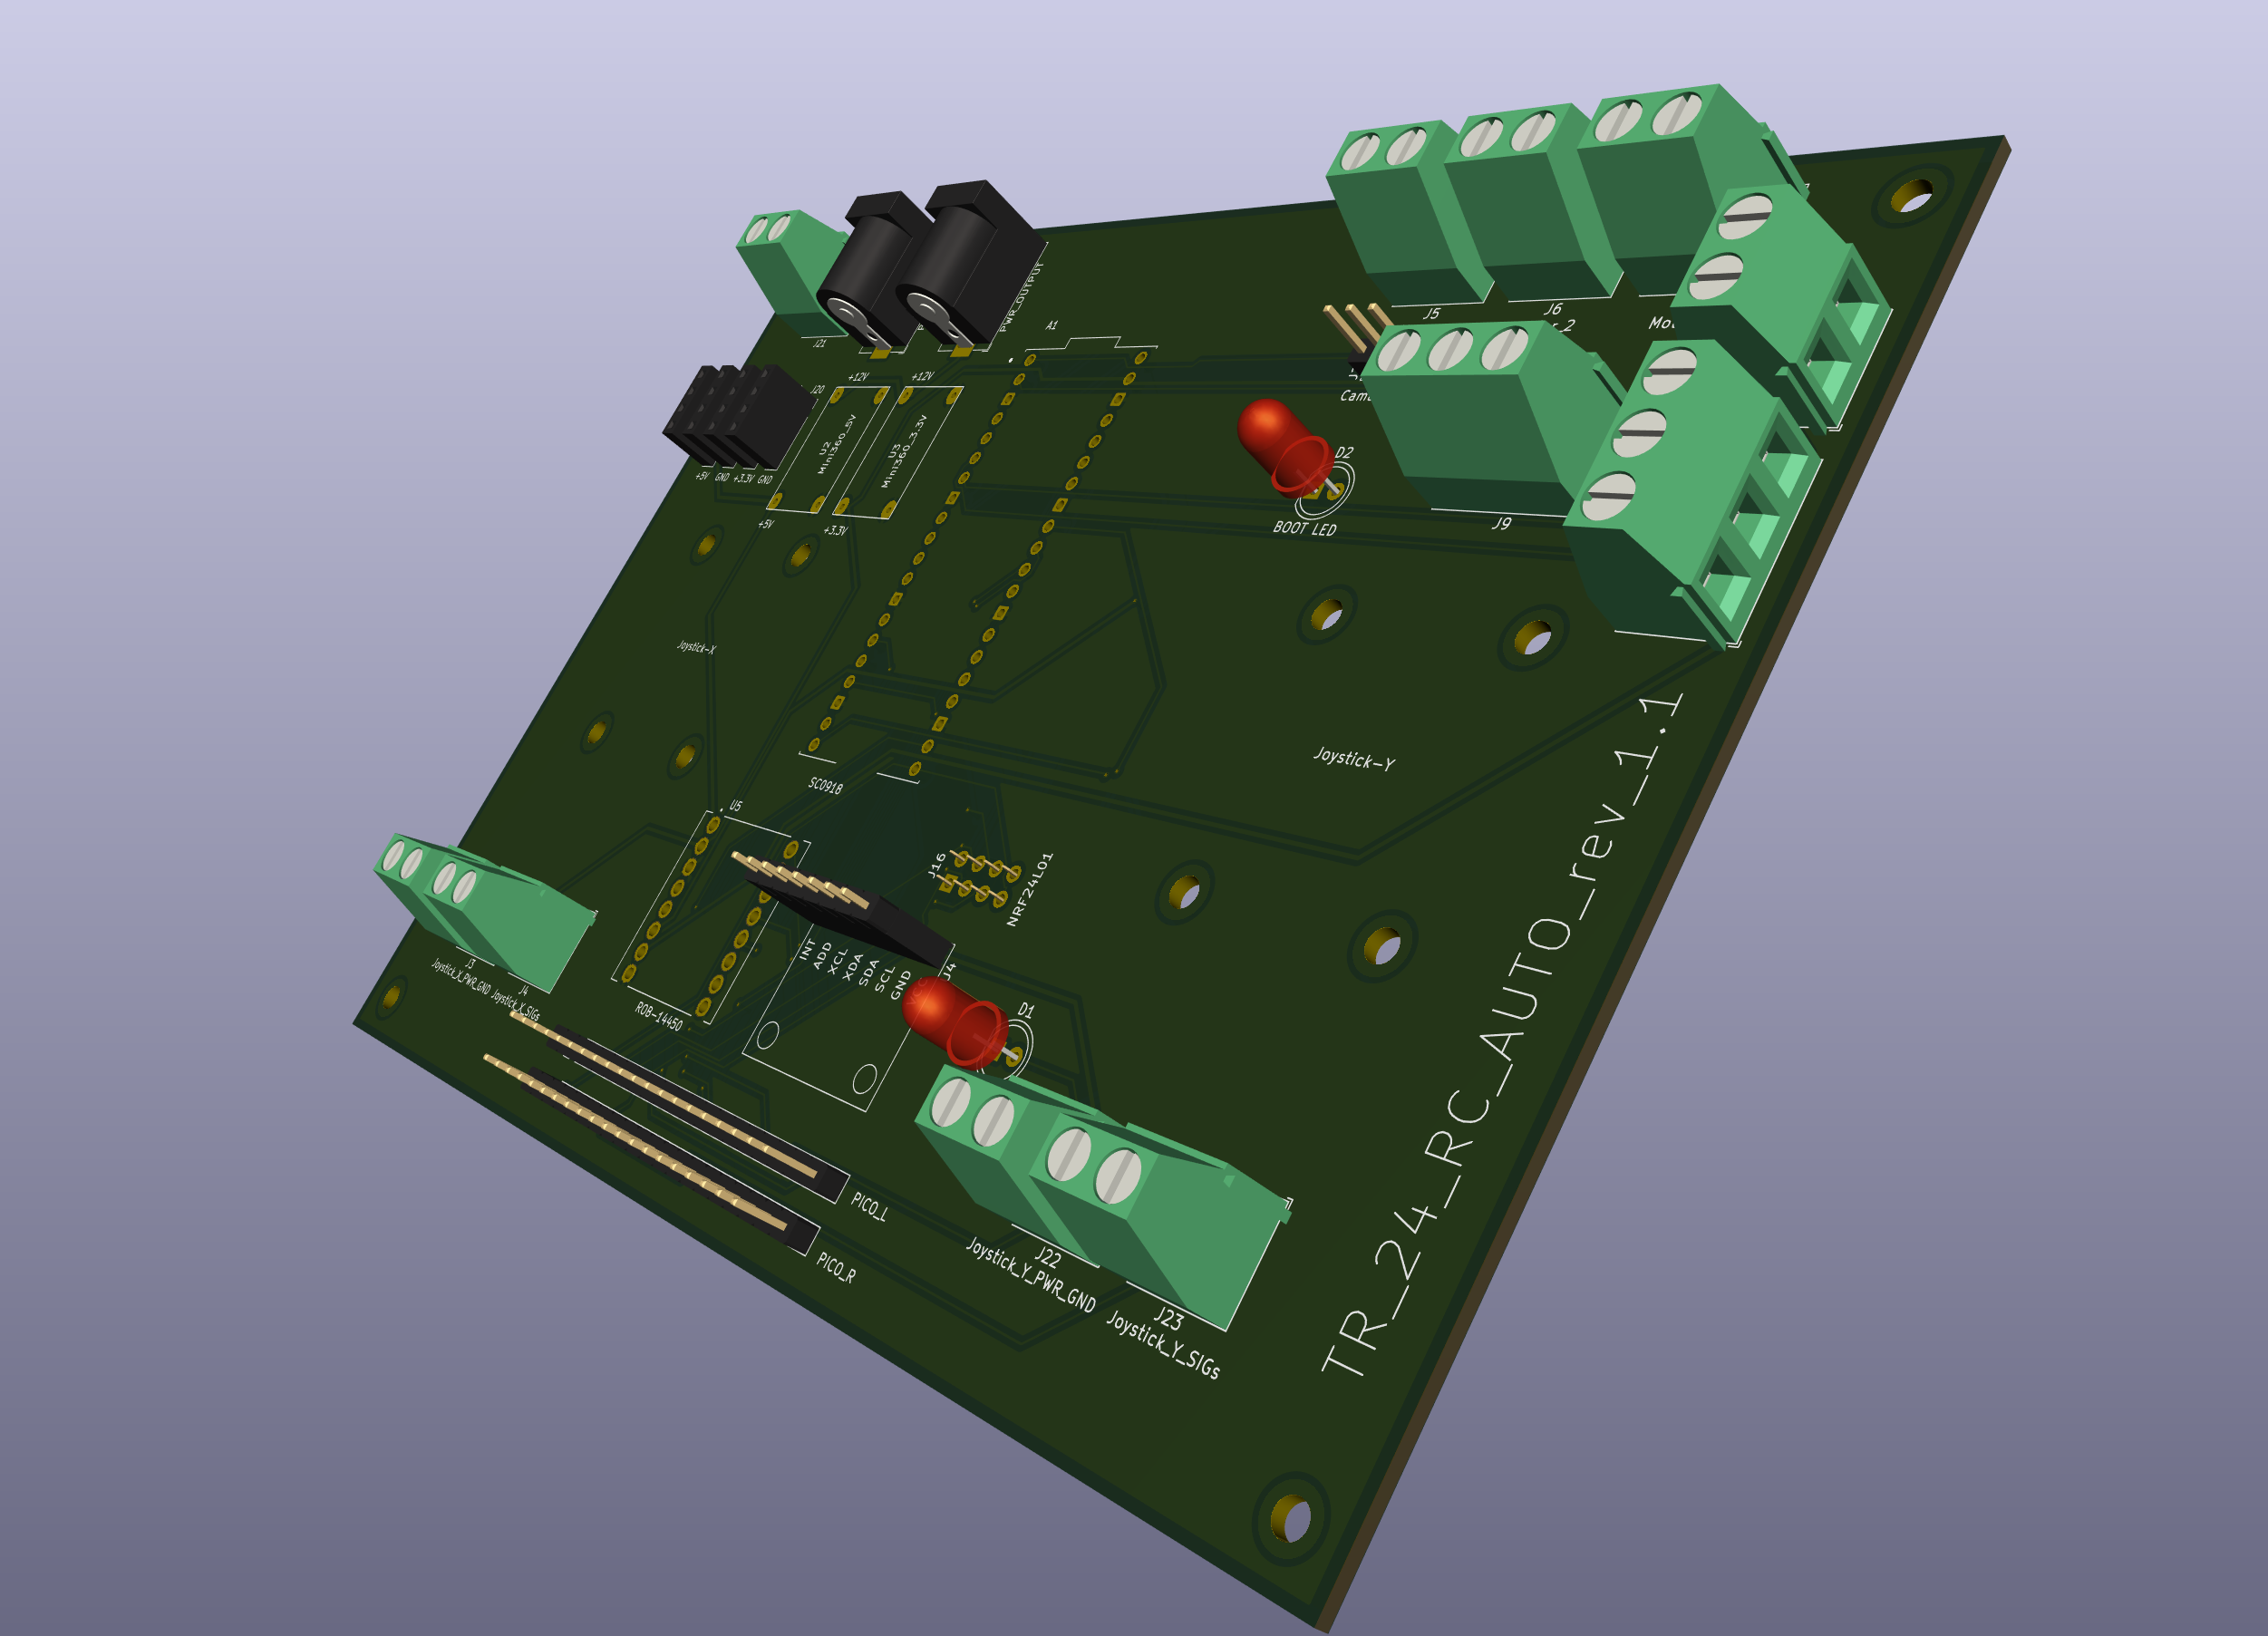 PWR_OUTPUT
A1
J21
J5
J6
J20
+12V
+12V
U2
Mini360_5V
U3
Mini360_3.3V
+5V
GND
+3.3V
GND
+5V
+3.3V
D2
BOOT LED
J9
Joystick-X
Joystick-Y
SC0918
U5
J16
NRF24L01
INT
ADD
XCL
XDA
SDA
SCL
GND
D1
ROB-14450
J3
Joystick_X_PWR_GND
J4
Joystick_X_SIGs
PICO_L
PICO_R
J22
Joystick_Y_PWR_GND
J23
Joystick_Y_SIGs
TR_24_RC_AUTO_rev_1.1